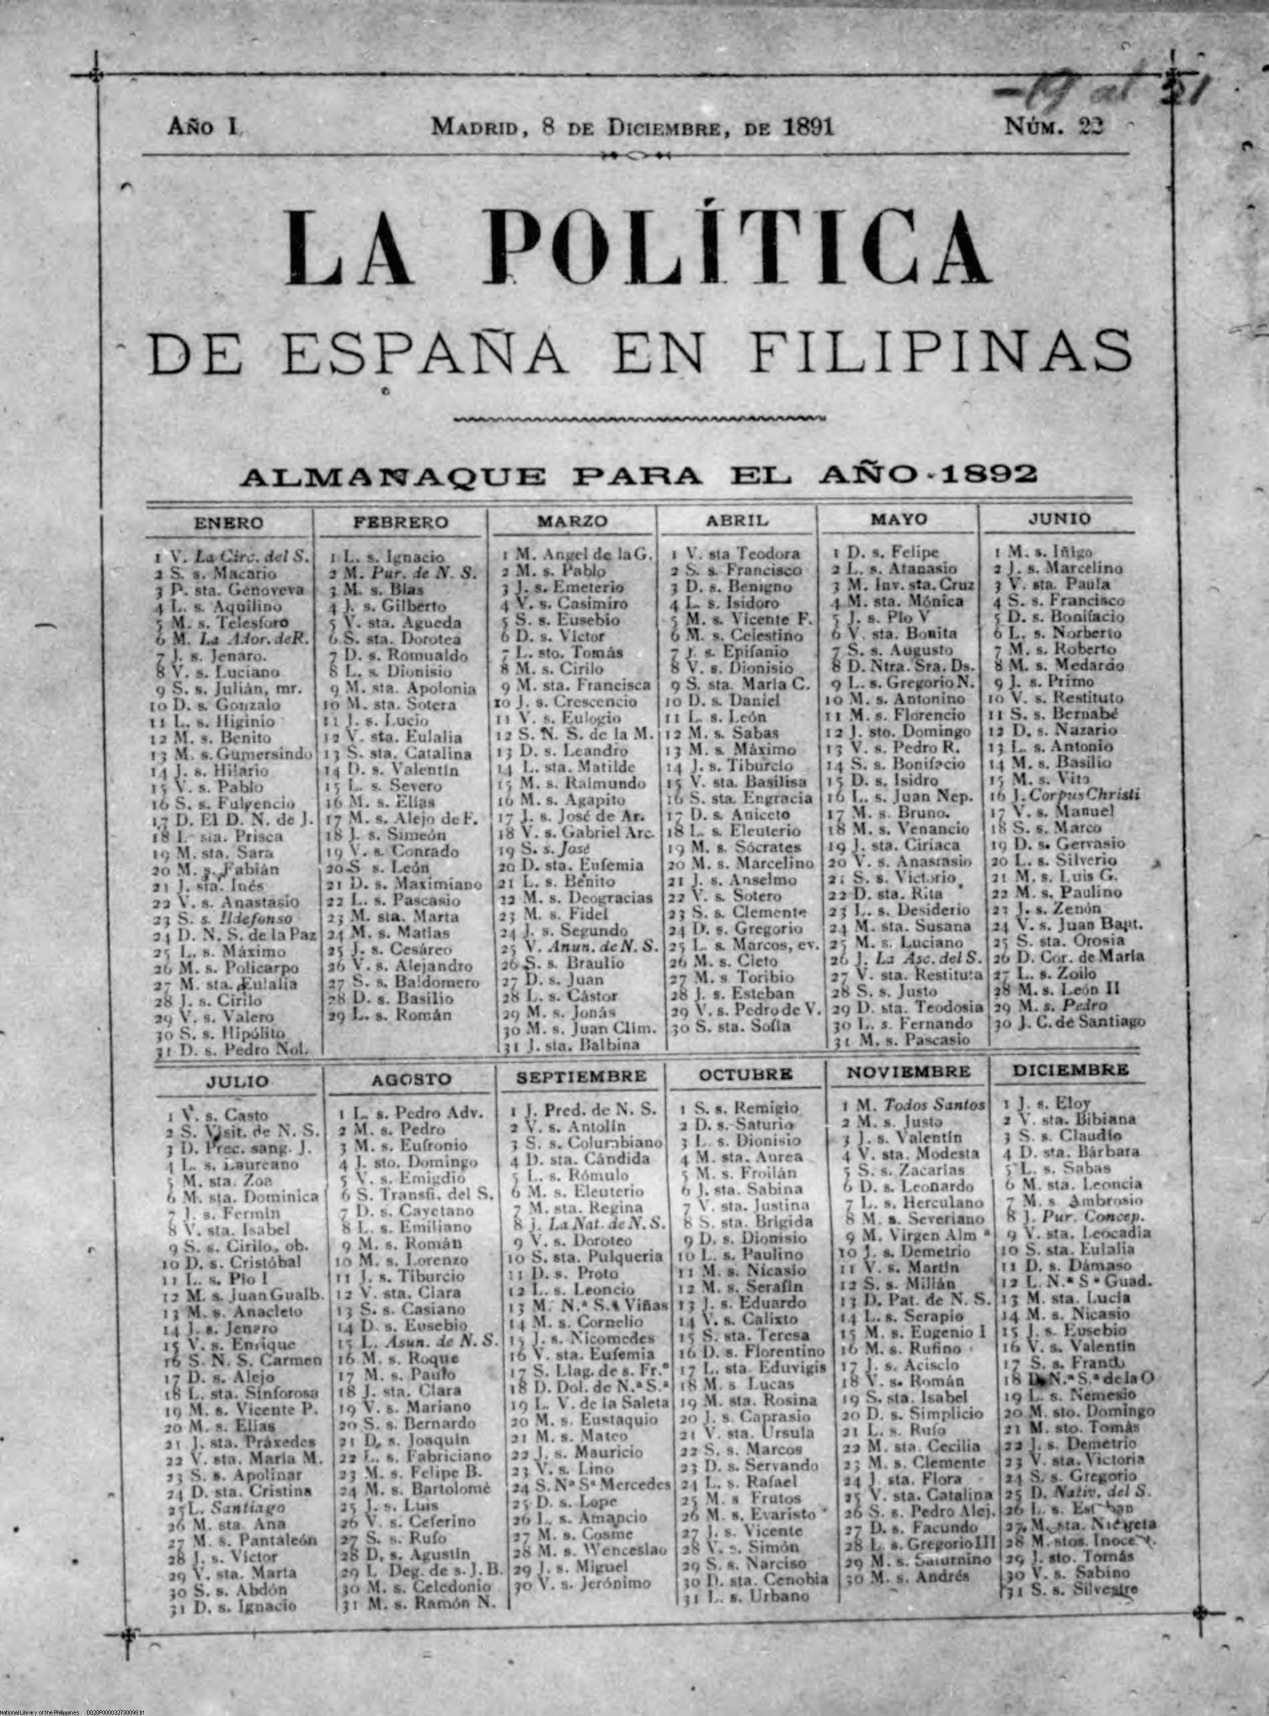 -19 al 21
AÑO I
MADRID, 8 DE DICIEMBRE, DE 1891
NÚM. 22
LA POLÍTICA
DE ESPAÑA EN FILIPINAS
ALMANAQUE PARA EL AÑO 1892
ENERO
1 V. La Circ. del S.
2 S. s. Macario
3 P. sta. Genoveva
4 L. s. Aquilino
5 M. s. Telesforo
6 M. La Ador. de R.
7 J. s. Jenaro.
8 V. s. Luciano
9 S. s. Julián, mr.
10 D. s. Gonzalo
11 L. s. Higinio
12 M. s. Benito
13 M. s. Gumersindo
14 J. s. Hilario
15 V. s. Pablo
16 S. s. Fulgencio
17 D. El D. N. de J.
18 L. sta. Prisca
19 M. sta. Sara
20 M. s. Fabián
21 J. sta. Inés
22 V. s. Anastasio
23 S. s. Ildefonso
24 D. N. S. de la Paz
25 L. s. Máximo
26 M. s. Policarpo
27 M. sta. Eulalia
28 J. s. Cirilo
29 V. s. Valero
30 S. s. Hipólito
31 D. s. Pedro Nol.
FEBRERO
1 L. s. Ignacio
2 M. Pur. de N. S.
3 M. s. Blas
4 J. s. Gilberto
5 V. sta. Agueda
6 S. sta. Dorotea
7 D. s. Romualdo
8 L. s. Dionisio
9 M. sta. Apolonia
10 M. sta. Sotera
11 J. s. Lucio
12 V. sta. Eulalia
13 S. sta. Catalina
14 D. s. Valentín
15 L. s. Severo
16 M. s. Elías
17 M. s. Alejo de F.
18 J. s. Simeón
19 V. s. Conrado
20 S s. León
21 D. s. Maximiano
22 L. s. Pascasio
23 M. sta. Marta
24 M. s. Matías
25 J. s. Cesáreo
26 V. s. Alejandro
27 S. s. Baldomero
28 D. s. Basilio
29 L. s. Román
MARZO
1 M. Angel de la G.
2 M. s. Pablo
3 J. s. Emeterio
4 V. s. Casimiro
5 S. s. Eusebio
6 D. s. Víctor
7 L. sto. Tomás
8 M. s. Cirilo
9 M. sta. Francisca
10 J. s. Crescencio
11 V. s. Eulogio
12 S. N. S. de la M.
13 D. s. Leandro
14 L. sta. Matilde
15 M. s. Raimundo
16 M. s. Agapito
17 J. s. José de Ar.
18 V. s. Gabriel Arc.
19 S. s. José
20 D. sta. Eufemia
21 L. s. Benito
22 M. s. Deogracias
23 M. s. Fidel
24 J. s. Segundo
25 V. Anun. de N. S.
26 S. s. Braulio
27 D. s. Juan
28 L. s. Cástor
29 M. s. Jonás
30 M. s. Juan Clím.
31 J. sta. Balbina
ABRIL
1 V. sta Teodora
2 S. s. Francisco
3 D. s. Benigno
4 L. s. Isidoro
5 M. s. Vicente F.
6 M. s. Celestino
7 J. s. Epifanio
8 V. s. Dionisio
9 S. sta. María C.
10 D. s. Daniel
11 L. s. León
12 M. s. Sabas
13 M. s. Máximo
14 J. s. Tiburcio
15 V. sta. Basilisa
16 S. sta. Engracia
17 D. s. Aniceto
18 L. s. Eleuterio
19 M. s. Sócrates
20 M. s. Marcelino
21 J. s. Anselmo
22 V. s. Sotero
23 S. s. Clemente
24 D. s. Gregorio
25 L. s. Marcos, ev.
26 M. s. Cleto
27 M. s Toribio
28 J. s. Esteban
29 V. s. Pedro de V.
30 S. sta. Sofía
MAYO
1 D. s. Felipe
2 L. s. Atanasio
3 M. Inv. sta. Cruz
4 M. sta. Mónica
5 J. s. Pío V
6 V. sta. Bonita
7 S. s. Augusto
8 D. Ntra. Sra. Ds.
9 L. s. Gregorio N.
10 M. s. Antonino
11 M. s. Florencio
12 J. sto. Domingo
13 V. s. Pedro R.
14 S. s. Bonifacio
15 D. s. Isidro
16 L. s. Juan Nep.
17 M. s. Bruno.
18 M. s. Venancio
19 J. sta. Ciriaca
20 V. s. Anastasio
21 S. s. Victorio
22 D. sta. Rita
23 L. s. Desiderio
24 M. sta. Susana
25 M. s. Luciano
26 J. La Asc. del S.
27 V. sta. Restituta
28 S. s. Justo
29 D. sta. Teodosia
30 L. s. Fernando
31 M. s. Pascasio
JUNIO
1 M. s. Iñigo
2 J. s. Marcelino
3 V. sta. Paula
4 S. s. Francisco
5 D. s. Bonifacio
6 L. s. Norberto
7 M. s. Roberto
8 M. s. Medardo
9 J. s. Primo
10 V. s. Restituto
11 S. s. Bernabé
12 D. s. Nazario
13 L. s. Antonio
14 M. s. Basilio
15 M. s. Vito
16 J. Corpus Christi
17 V. s. Manuel
18 S. s. Marco
19 D. s. Gervasio
20 L. s. Silverio
21 M. s. Luis G.
22 M. s. Paulino
23 J. s. Zenón
24 V. s. Juan Bapt.
25 S. sta. Orosia
26 D. Cor. de María
27 L. s. Zoilo
28 M. s. León II
29 M. s. Pedro
30 J. C. de Santiago
JULIO
1 V. s. Casto
2 S. Visit. de N. S.
3 D. Prec. sang. J.
4 L. s. Laureano
5 M. sta. Zoa
6 M. sta. Dominica
7 J. s. Fermín
8 V. sta. Isabel
9 S. s. Cirilo, ob.
10 D. s. Cristóbal
11 L. s. Pío I
12 M. s. Juan Gualb.
13 M. s. Anacleto
14 J. s. Jenaro
15 V. s. Enrique
16 S. N. S. Carmen
17 D. s. Alejo
18 L. sta. Sinforosa
19 M. s. Vicente P.
20 M. s. Elías
21 J. sta. Práxedes
22 V. sta. María M.
23 S. s. Apolinar
24 D. sta. Cristina
25 L. Santiago
26 M. sta Ana
27 M. s. Pantaleón
28 J. s. Víctor
29 V. sta. Marta
30 S. s. Abdón
31 D. s. Ignacio
AGOSTO
1 L. s. Pedro Adv.
2 M. s. Pedro
3 M. s. Eufronio
4 J. sto. Domingo
5 V. s. Emigdio
6 S. Transfi. del S.
7 D. s. Cayetano
8 L. s. Emiliano
9 M. s. Román
10 M. s. Lorenzo
11 J. s. Tiburcio
12 V. sta. Clara
13 S. s. Casiano
14 D. s. Eusebio
15 L. Asun. de N. S.
16 M. s. Roque
17 M. s. Paulo
18 J. sta. Clara
19 V. s. Mariano
20 S. s. Bernardo
21 D. s. Joaquín
22 L. s. Fabriciano
23 M. s. Felipe B.
24 M. s. Bartolomé
25 J. s. Luis
26 V. s. Ceferino
27 S. s. Rufo
28 D. s. Agustín
29 L Deg. de s. J. B.
30 M. s. Celedonio
31 M. s. Ramón N.
SEPTIEMBRE
1 J. Pred. de N. S.
2 V. s. Antolín
3 S. s. Columbiano
4 D. sta. Cándida
5 L. s. Rómulo
6 M. s. Eleuterio
7 M. sta. Regina
8 J. La Nat. de N. S.
9 V. s. Doroteo
10 S. sta. Pulqueria
11 D. s. Proto
12 L. s. Leoncio
13 M. N.ª S.ª Viñas
14 M. s. Cornelio
15 J. s. Nicomedes
16 V. sta. Eufemia
17 S. Llag. de s. Fr.º
18 D. Dol. de N.ª S.ª
19 L. V. de la Saleta
20 M. s. Eustaquio
21 M. s. Mateo
22 J. s. Mauricio
23 V. s. Lino
24 S. Nª Sª Mercedes
25 D. s. Lope
26 L. s. Amancio
27 M. s. Cosme
28 M. s. Wenceslao
29 J. s. Miguel
30 V. s. Jerónimo
OCTUBRE
1 S. s. Remigio
2 D. s. Saturio
3 L. s. Dionisio
4 M. sta. Aurea
5 M. s. Froilán
6 J. sta. Sabina
7 V. sta. Justina
8 S. sta. Brígida
9 D. s. Dionisio
10 L. s. Paulino
11 M. s. Nicasio
12 M. s. Serafín
13 J. s. Eduardo
14 V. s. Calixto
15 S. sta. Teresa
16 D. s. Florentino
17 L. sta. Eduvigis
18 M. s Lucas
19 M. sta. Rosina
20 J. s. Caprasio
21 V. sta. Ursula
22 S. s. Marcos
23 D. s. Servando
24 L. s. Rafael
25 M. s Frutos
26 M. s. Evaristo
27 J. s. Vicente
28 V. s. Simón
29 S. s. Narciso
30 D. sta. Cenobia
31 L. s. Urbano
NOVIEMBRE
1 M. Todos Santos
2 M. s. Justo
3 J. s. Valentín
4 V. sta. Modesta
5 S. s. Zacarías
6 D. s. Leonardo
7 L. s. Herculano
8 M. s. Severiano
9 M. Virgen Alm.ª
10 J. s. Demetrio
11 V. s. Martín
12 S. s. Millán
13 D. Pat. de N. S.
14 L. s. Serapio
15 M. s. Eugenio I
16 M. s. Rufino
17 J. s. Acisclo
18 V. s. Román
19 S. sta. Isabel
20 D. s. Simplicio
21 L. s. Rufo
22 M. sta. Cecilia
23 M. s. Clemente
24 J. sta. Flora
25 V. sta. Catalina
26 S. s. Pedro Alej.
27 D. s. Facundo
28 L. s. Gregorio III
29 M. s. Saturnino
30 M. s. Andrés
DICIEMBRE
1 J. s. Eloy
2 V. sta. Bibiana
3 S. s. Claudio
4 D. sta. Bárbara
5 L. s. Sabas
6 M. sta. Leoncia
7 M. s Ambrosio
8 J. Pur. Concep.
9 V. sta. Leocadia
10 S. sta. Eulalia
11 D. s. Dámaso
12 L. N.ª Sª Guad.
13 M. sta. Lucía
14 M. s. Nicasio
15 J. s. Eusebio
16 V. s. Valentín
17 S. s. Franco
18 D. N.ª S.ª de la O
19 L. s. Nemesio
20 M. sto. Domingo
21 M. sto. Tomás
22 J. s. Demetrio
23 V. sta. Victoria
24 S. s. Gregorio
25 D. Nativ. del S.
26 L. s. Esteban
27 M. sta. Niceta
28 M. stos. Inoce
29 J. sto. Tomás
30 V. s. Sabino
31 S. s. Silvestre
National Library of the Philippines